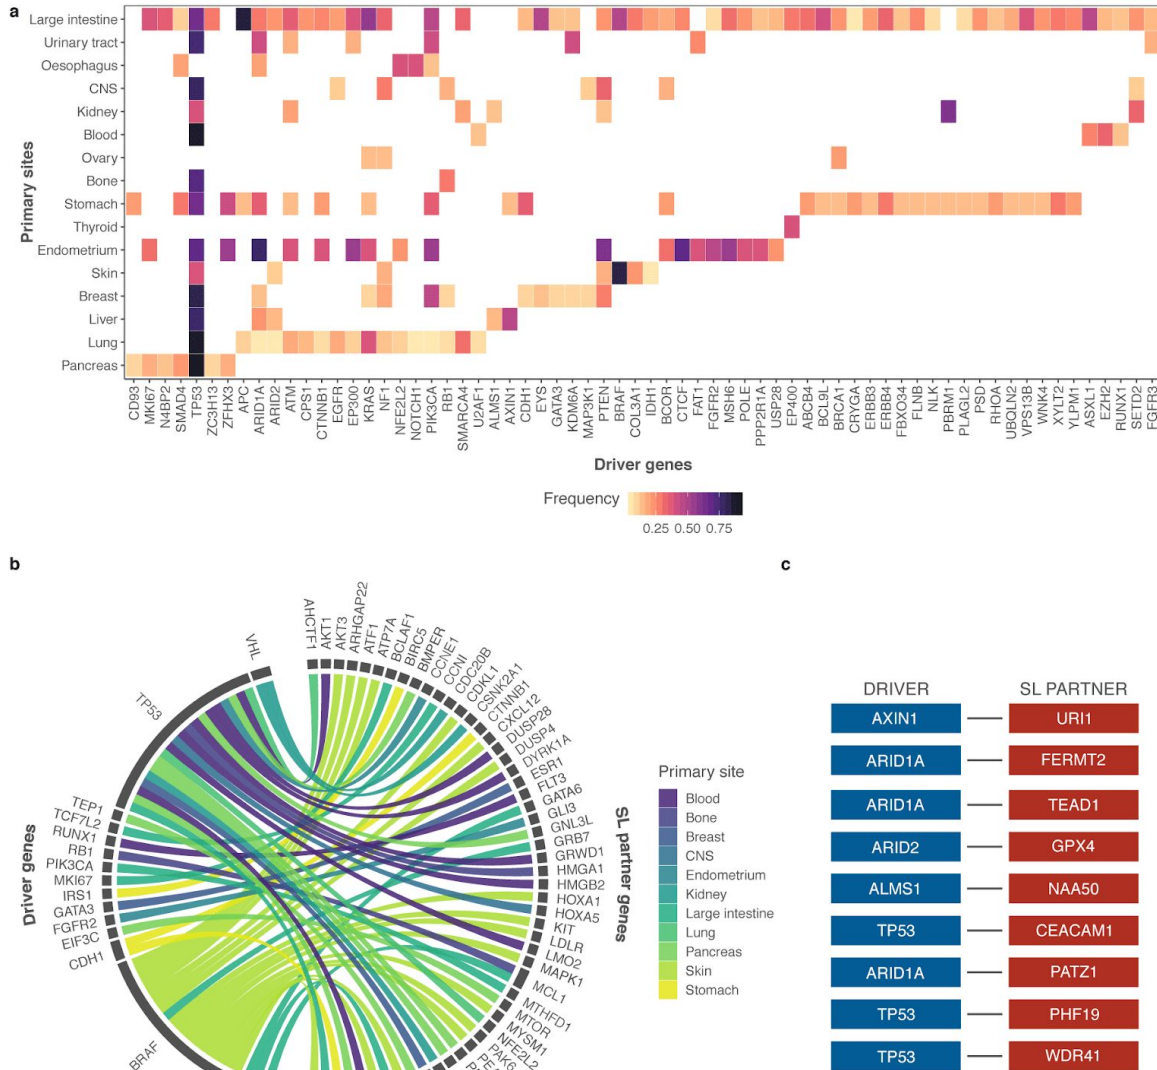 a
Primary sites
Large intestine
Urinary tract
Oesophagus
CNS
Kidney
Blood
Ovary
Bone
Stomach
Thyroid
Endometrium
Skin
Breast
Liver
Lung
Pancreas
CD93
MKI67
N4BP2
SMAD4
TP53
ZC3H13
ZFHX3
APC
ARID1A
ARID2
ATM
CPS1
CTNNB1
EGFR
EP300
KRAS
NF1
NFE2L2
NOTCH1
PIK3CA
RB1
SMARCA4
U2AF1
ALMS1
AXIN1
CDH1
EYS
GATA3
KDM6A
MAP3K1
PTEN
BRAF
COL3A1
IDH1
BCOR
CTCF
FAT1
FGFR2
MSH6
POLE
PPP2R1A
USP28
EP400
ABCB4
BCL9L
BRCA1
CRYGA
ERBB3
ERBB4
FBXO34
FLNB
NLK
PBRM1
PLAGL2
PSD
RHOA
UBQLN2
VPS13B
WNK4
XYLT2
YLPM1
ASXL1
EZH2
RUNX1
SETD2
FGFR3
Driver genes
Frequency
0.25 0.50 0.75
b
Driver genes
VHL
TP53
TEP1
TCF7L2
RUNX1
RB1
PIK3CA
MKI67
IRS1
GATA3
FGFR2
EIF3C
CDH1
BRAF
AHCTF1
AKT1
AKT3
ARHGAP22
ATF1
ATP7A
BCLAF1
BIRC5
BMPER
CCNE1
CCNI
CDC20B
CDKL1
CSNK2A1
CTNNB1
CXCL12
DUSP28
DUSP4
DYRK1A
ESR1
FLT3
GATA6
GLI3
GNL3L
GRB7
GRWD1
HMGA1
HMGB2
HOXA1
HOXA5
KIT
LDLR
LMO2
MAPK1
MCL1
MTHFD1
MTOR
MYSM1
NFE2L2
PAK6
SL partner genes
Primary site
Blood
Bone
Breast
CNS
Endometrium
Kidney
Large intestine
Lung
Pancreas
Skin
Stomach
c
DRIVER SL PARTNER
AXIN1 URI1
ARID1A FERMT2
ARID1A TEAD1
ARID2 GPX4
ALMS1 NAA50
TP53 CEACAM1
ARID1A PATZ1
TP53 PHF19
TP53 WDR41